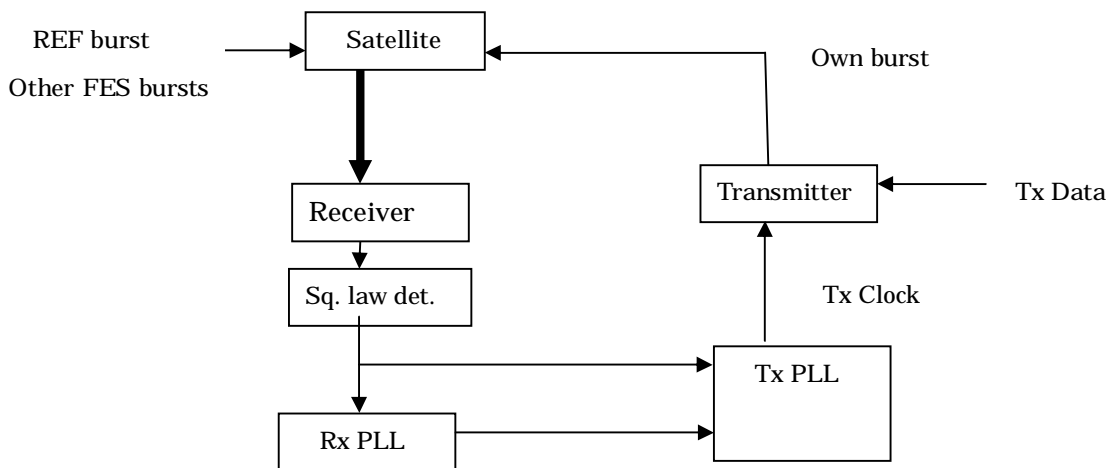 REF burst
Other FES bursts
Satellite
Own burst
Receiver
Transmitter
Tx Data
Sq. law det.
Tx Clock
Tx PLL
Rx PLL